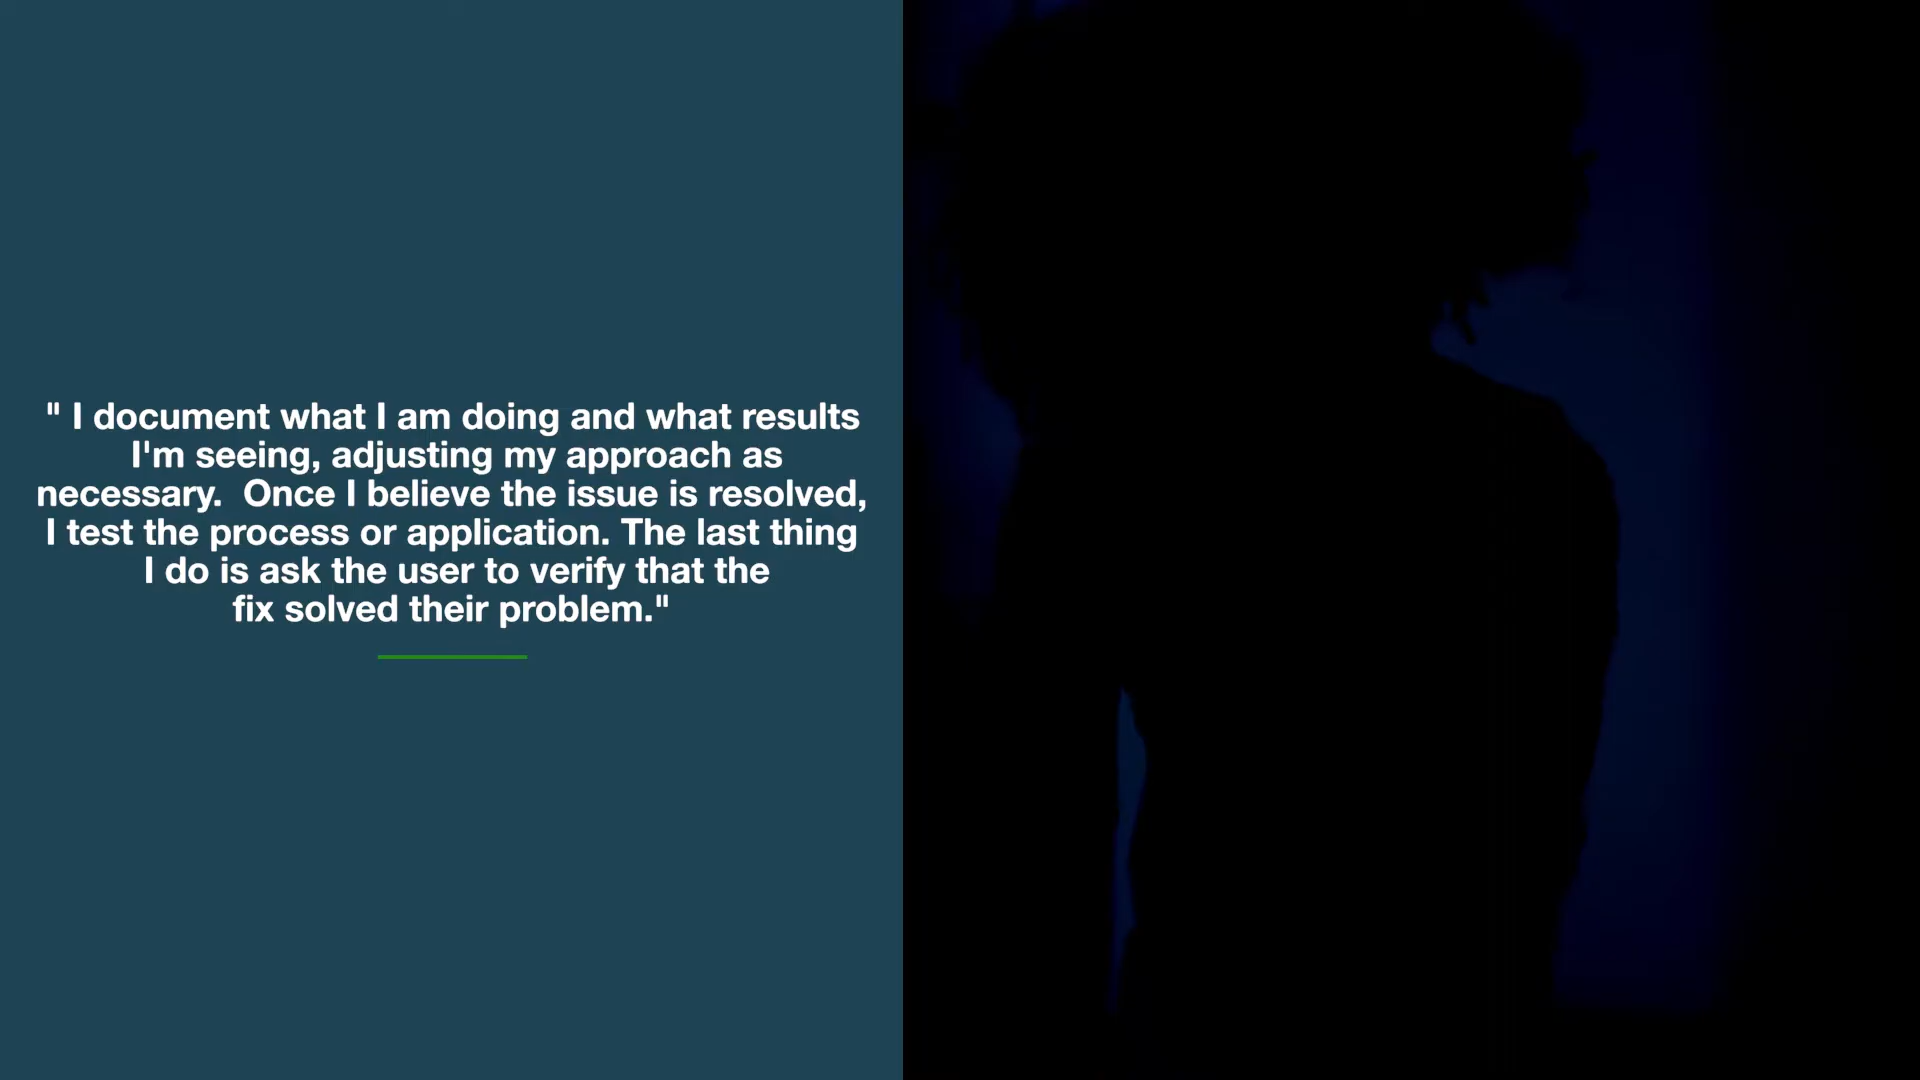 " I document what I am doing and what results
I'm seeing, adjusting my approach as
necessary.  Once I believe the issue is resolved,
I test the process or application. The last thing
I do is ask the user to verify that the
fix solved their problem."